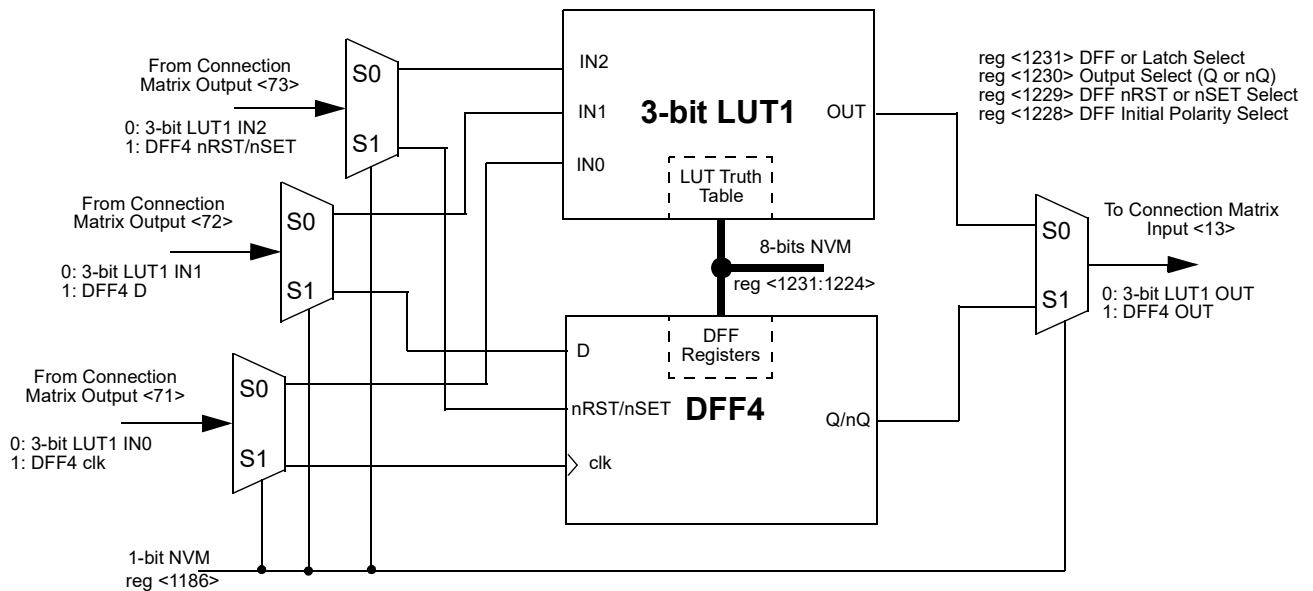 From Connection
Matrix Output <73>
0: 3-bit LUT1 IN2
1: DFF4 nRST/nSET
S0
S1
From Connection
Matrix Output <72>
0: 3-bit LUT1 IN1
1: DFF4 D
S0
S1
From Connection
Matrix Output <71>
0: 3-bit LUT1 IN0
1: DFF4 clk
S0
S1
1-bit NVM
reg <1186>
IN2
IN1
IN0
3-bit LUT1
OUT
LUT Truth
Table
8-bits NVM
reg <1231:1224>
DFF
Registers
D
nRST/nSET
DFF4
Q/nQ
clk
reg <1231> DFF or Latch Select
reg <1230> Output Select (Q or nQ)
reg <1229> DFF nRST or nSET Select
reg <1228> DFF Initial Polarity Select
S0
S1
To Connection Matrix
Input <13>
0: 3-bit LUT1 OUT
1: DFF4 OUT